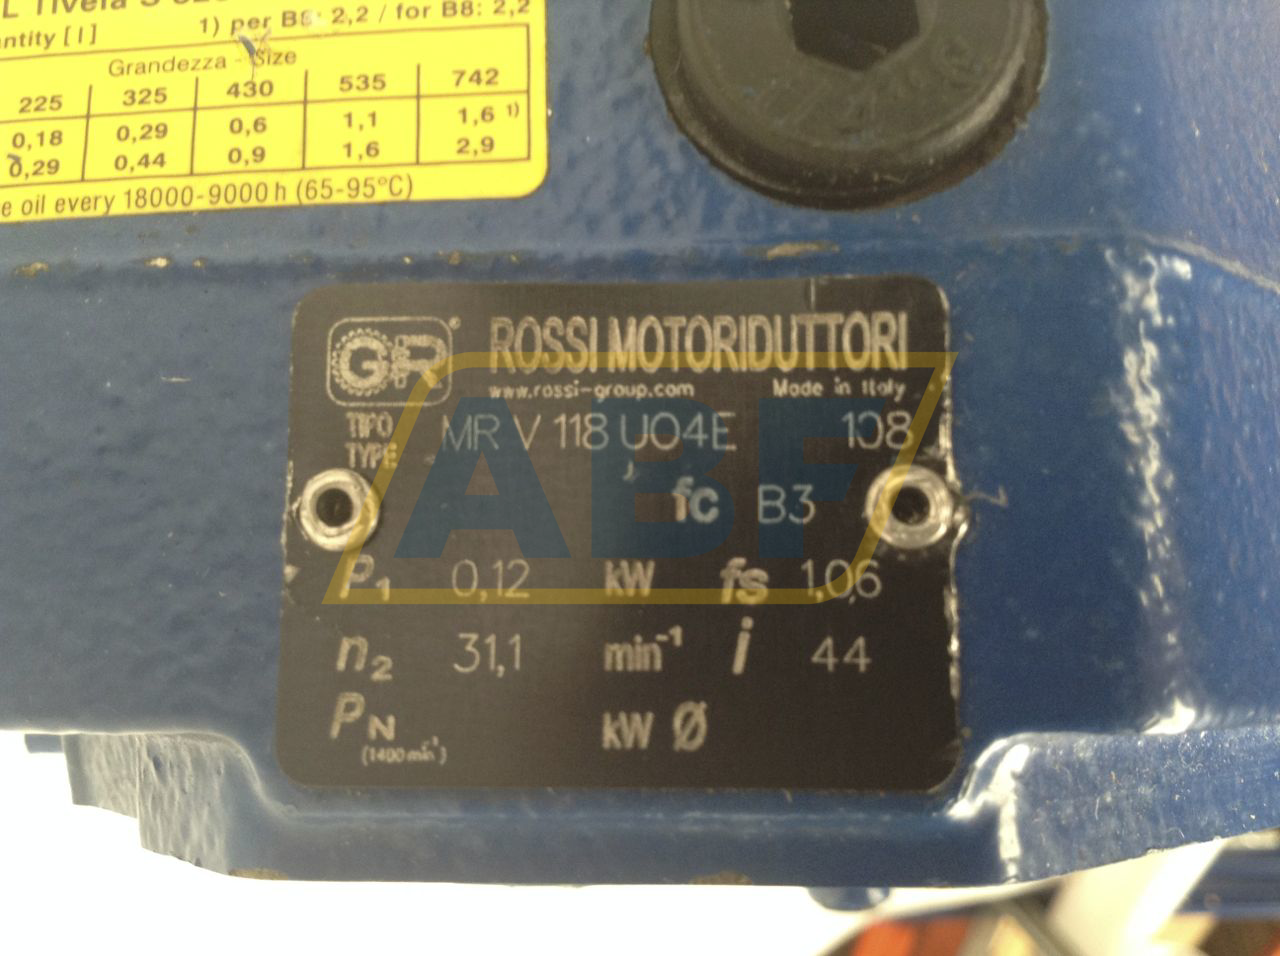 Tivela S
ntity [ l ] 1) per B8: 2,2 / for B8: 2,2
Grandezza - Size
225 325 430 535 742
0,18 0,29 0,6 1,1 1,6 1)
0,29 0,44 0,9 1,6 2,9
e oil every 18000-9000 h (65-95°C)
GR ROSSI MOTORIDUTTORI
www.rossi-group.com Made in Italy
TIPO
TYPE MR V 118 U04E 108
fc B3
P1 0,12 kW fs 1,06
n2 31,1 min-1 i 44
PN kW Ø
(1400 min-1)
ABF